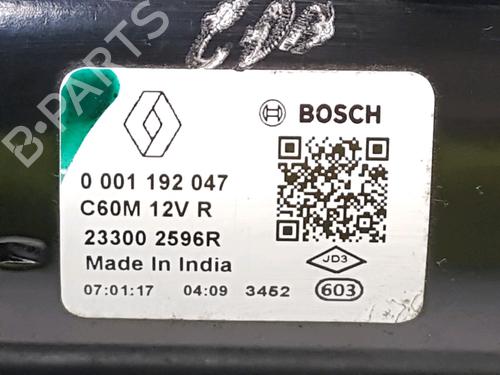 BOSCH
0 001 192 047
C60M 12V R
23300 2596R
Made In India
JD3
07:01:17 04:09 3452 603
B-PARTS